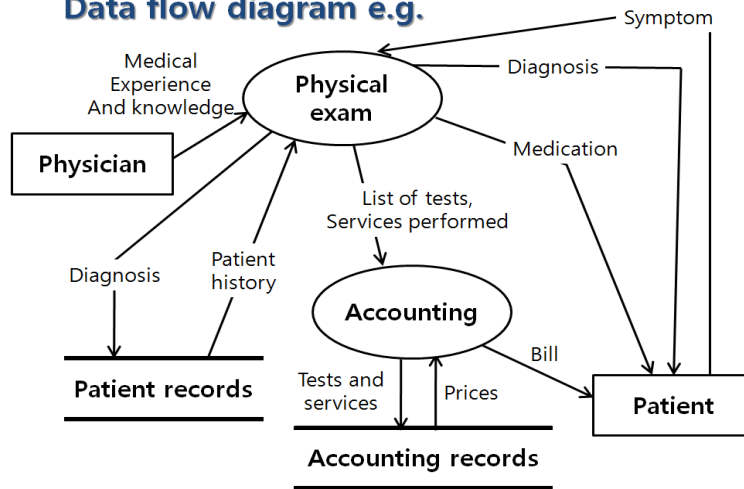 Data flow diagram e.g.
Symptom
Medical
Experience
And knowledge
Physical
exam
Diagnosis
Physician
Medication
List of tests,
Services performed
Diagnosis
Patient
history
Accounting
Bill
Patient records
Tests and
services
Prices
Patient
Accounting records